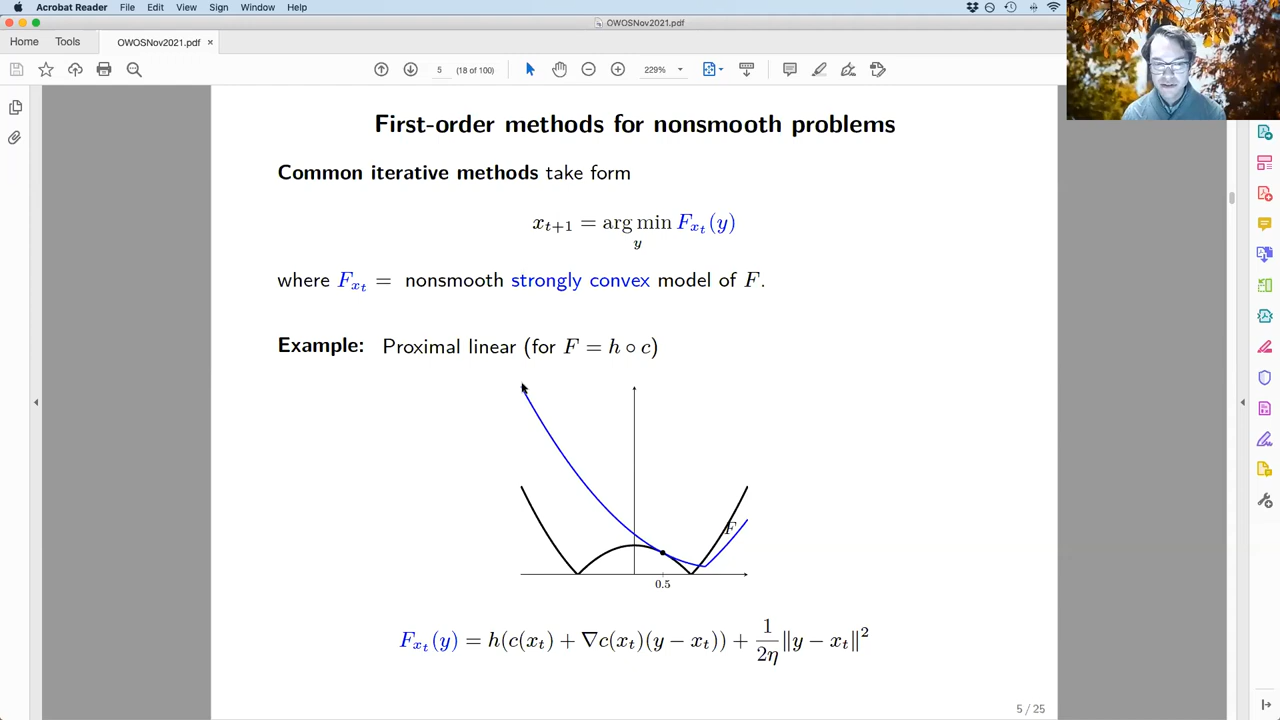 Acrobat Reader File Edit View Sign Window Help
OWOSNov2021.pdf
Home Tools OWOSNov2021.pdf ×
5 (18 of 100) 229%
First-order methods for nonsmooth problems
Common iterative methods take form
x_{t+1} = arg min_y F_{x_t}(y)
where F_{x_t} = nonsmooth strongly convex model of F.
Example: Proximal linear (for F = h ∘ c)
F
0.5
F_{x_t}(y) = h(c(x_t) + ∇c(x_t)(y − x_t)) + \frac{1}{2η}‖y − x_t‖²
5 / 25